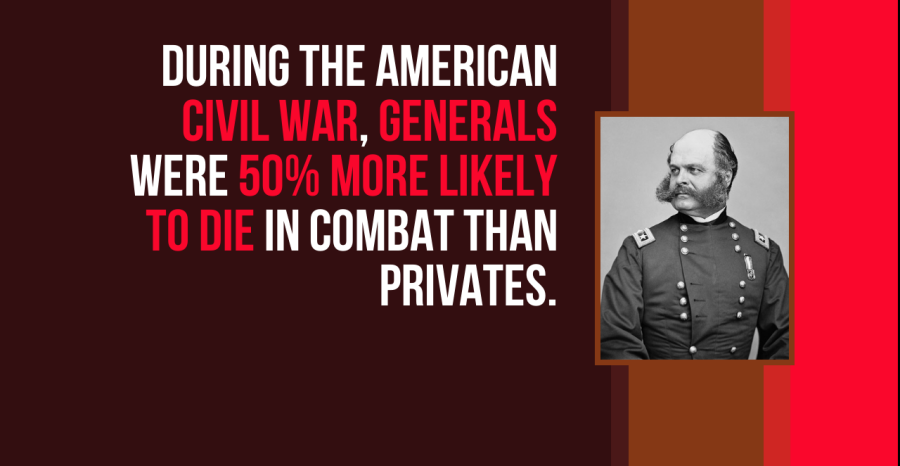 DURING THE AMERICAN
CIVIL WAR, GENERALS
WERE 50% MORE LIKELY
TO DIE IN COMBAT THAN
PRIVATES.